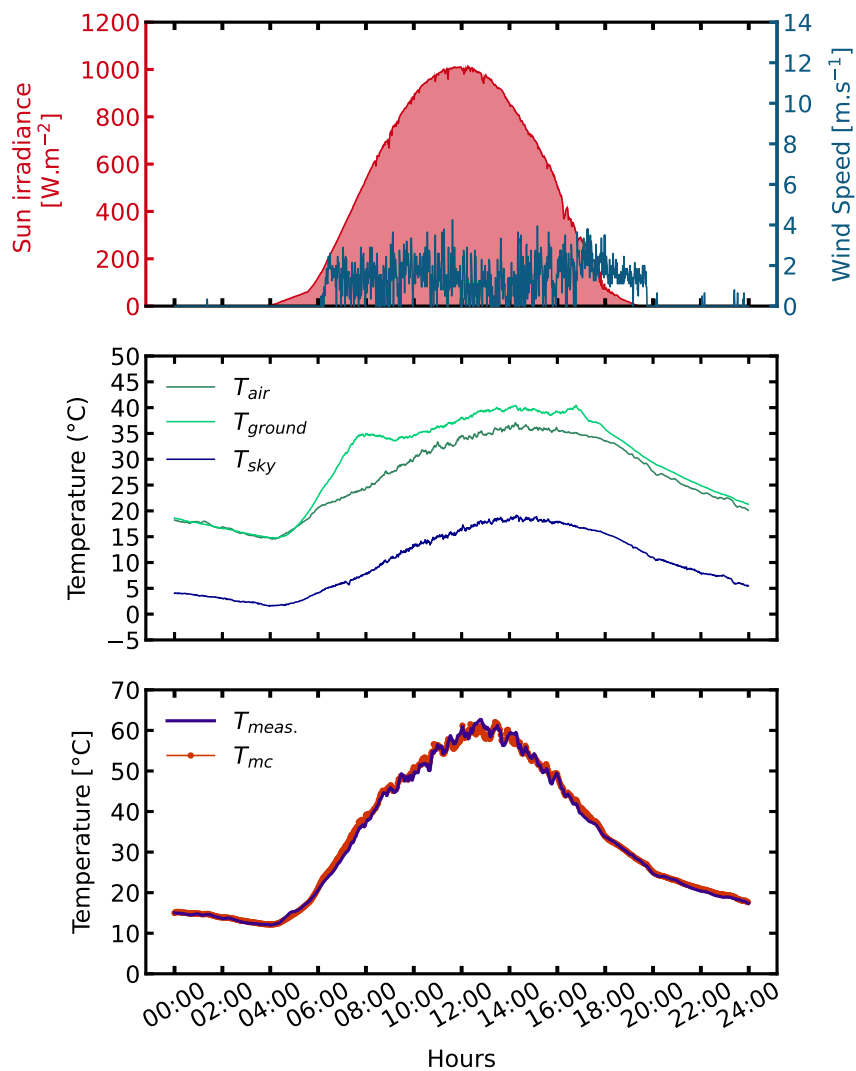 1200
1000
800
600
400
200
0
Sun irradiance
[W.m⁻²]
14
12
10
8
6
4
2
0
Wind Speed [m.s⁻¹]
50
45
40
35
30
25
20
15
10
5
0
−5
Temperature (°C)
T_air
T_ground
T_sky
70
60
50
40
30
20
10
0
Temperature [°C]
T_meas.
T_mc
00:00 02:00 04:00 06:00 08:00 10:00 12:00 14:00 16:00 18:00 20:00 22:00 24:00
Hours